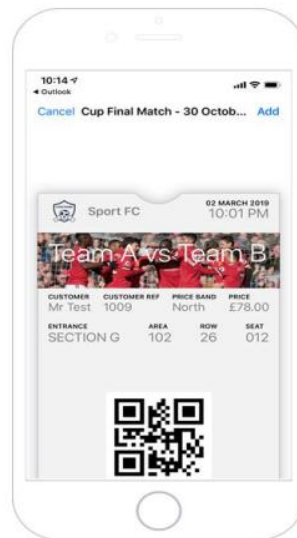 10:14
Outlook
Cancel Cup Final Match - 30 Octob... Add
Sport FC
02 MARCH 2019
10:01 PM
Team A vs Team B
CUSTOMER CUSTOMER REF PRICE BAND PRICE
Mr Test 1009 North £78.00
ENTRANCE AREA ROW SEAT
SECTION G 102 26 012